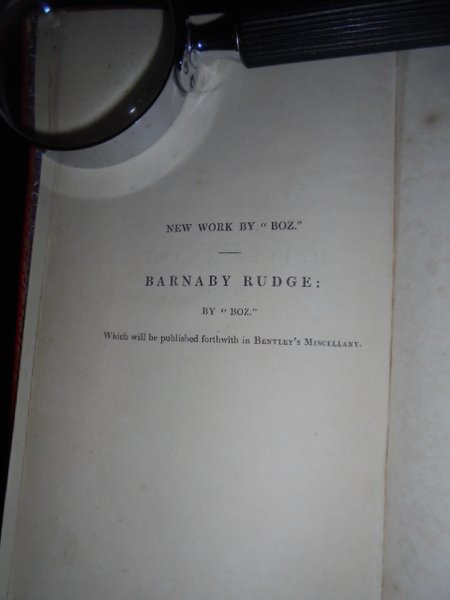 NEW WORK BY "BOZ."
BARNABY RUDGE:
BY "BOZ."
Which will be published forthwith in BENTLEY'S MISCELLANY.